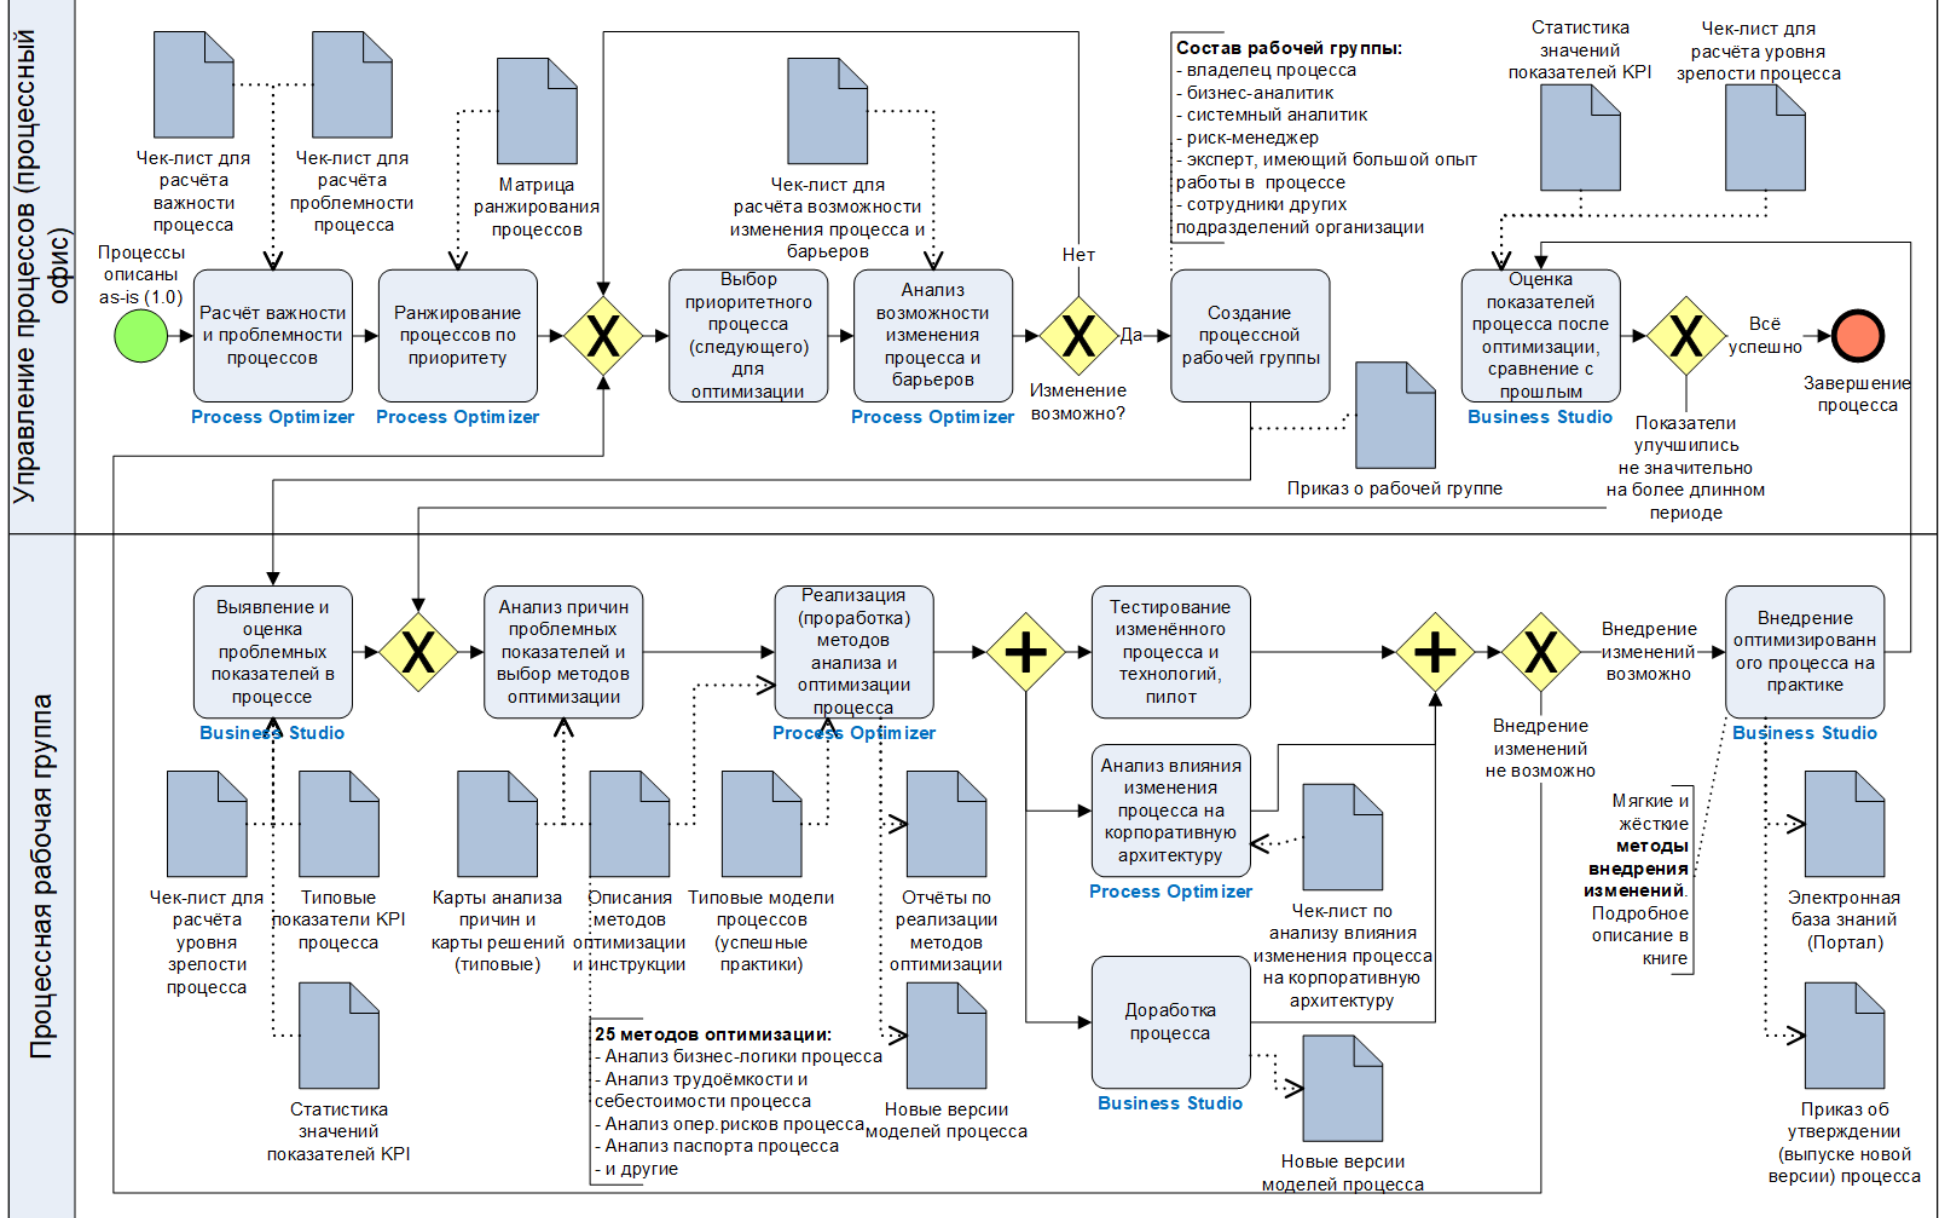 Управление процессов (процессный
офис)
Процессная рабочая группа
Чек-лист для
расчёта
важности
процесса
Чек-лист для
расчёта
проблемности
процесса
Матрица
ранжирования
процессов
Чек-лист для
расчёта возможности
изменения процесса и
барьеров
Состав рабочей группы:
- владелец процесса
- бизнес-аналитик
- системный аналитик
- риск-менеджер
- эксперт, имеющий большой опыт
работы в процессе
- сотрудники других
подразделений организации
Статистика
значений
показателей KPI
Чек-лист для
расчёта уровня
зрелости процесса
Процессы
описаны
as-is (1.0)
Расчёт важности
и проблемности
процессов
Process Optimizer
Ранжирование
процессов по
приоритету
Process Optimizer
X
Выбор
приоритетного
процесса
(следующего)
для
оптимизации
Анализ
возможности
изменения
процесса и
барьеров
Process Optimizer
Нет
X
Да
Изменение
возможно?
Создание
процессной
рабочей группы
Приказ о рабочей группе
Оценка
показателей
процесса после
оптимизации,
сравнение с
прошлым
Business Studio
X
Всё
успешно
Завершение
процесса
Показатели
улучшились
не значительно
на более длинном
периоде
Выявление и
оценка
проблемных
показателей в
процессе
Business Studio
X
Анализ причин
проблемных
показателей и
выбор методов
оптимизации
Реализация
(проработка)
методов
анализа и
оптимизации
процесса
Process Optimizer
Тестирование
изменённого
процесса и
технологий,
пилот
Анализ влияния
изменения
процесса на
корпоративную
архитектуру
Process Optimizer
Доработка
процесса
Business Studio
X
Внедрение
изменений
возможно
Внедрение
изменений
не возможно
Внедрение
оптимизированн
ого процесса на
практике
Business Studio
Чек-лист для
расчёта
уровня
зрелости
процесса
Типовые
показатели KPI
процесса
Статистика
значений
показателей KPI
Карты анализа
причин и
карты решений
(типовые)
Описания
методов
оптимизации
и инструкции
Типовые модели
процессов
(успешные
практики)
Отчёты по
реализации
методов
оптимизации
Новые версии
моделей процесса
25 методов оптимизации:
- Анализ бизнес-логики процесса
- Анализ трудоёмкости и
себестоимости процесса
- Анализ опер.рисков процесса
- Анализ паспорта процесса
- и другие
Чек-лист по
анализу влияния
изменения процесса
на корпоративную
архитектуру
Новые версии
моделей процесса
Мягкие и
жёсткие
методы
внедрения
изменений.
Подробное
описание в
книге
Электронная
база знаний
(Портал)
Приказ об
утверждении
(выпуске новой
версии) процесса